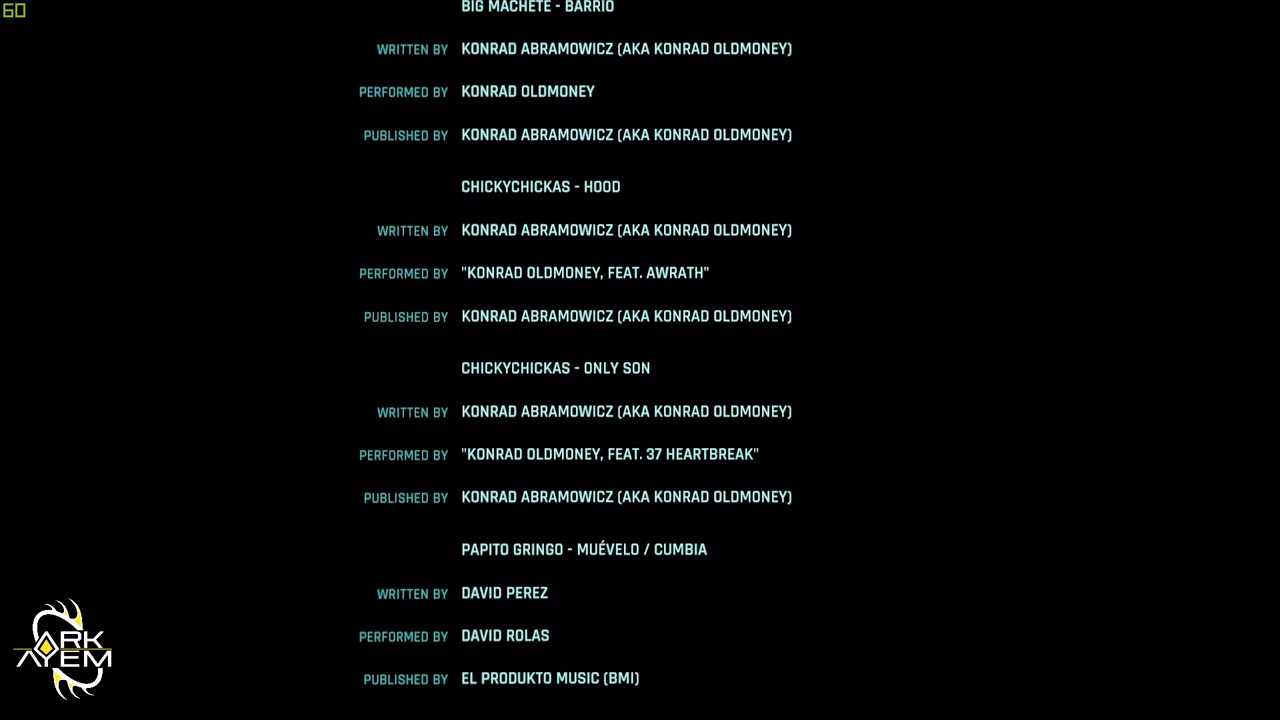 60
BIG MACHETE - BARRIO
WRITTEN BY KONRAD ABRAMOWICZ (AKA KONRAD OLDMONEY)
PERFORMED BY KONRAD OLDMONEY
PUBLISHED BY KONRAD ABRAMOWICZ (AKA KONRAD OLDMONEY)
CHICKYCHICKAS - HOOD
WRITTEN BY KONRAD ABRAMOWICZ (AKA KONRAD OLDMONEY)
PERFORMED BY "KONRAD OLDMONEY, FEAT. AWRATH"
PUBLISHED BY KONRAD ABRAMOWICZ (AKA KONRAD OLDMONEY)
CHICKYCHICKAS - ONLY SON
WRITTEN BY KONRAD ABRAMOWICZ (AKA KONRAD OLDMONEY)
PERFORMED BY "KONRAD OLDMONEY, FEAT. 37 HEARTBREAK"
PUBLISHED BY KONRAD ABRAMOWICZ (AKA KONRAD OLDMONEY)
PAPITO GRINGO - MUÉVELO / CUMBIA
WRITTEN BY DAVID PEREZ
PERFORMED BY DAVID ROLAS
PUBLISHED BY EL PRODUKTO MUSIC (BMI)
ARK
AYEM